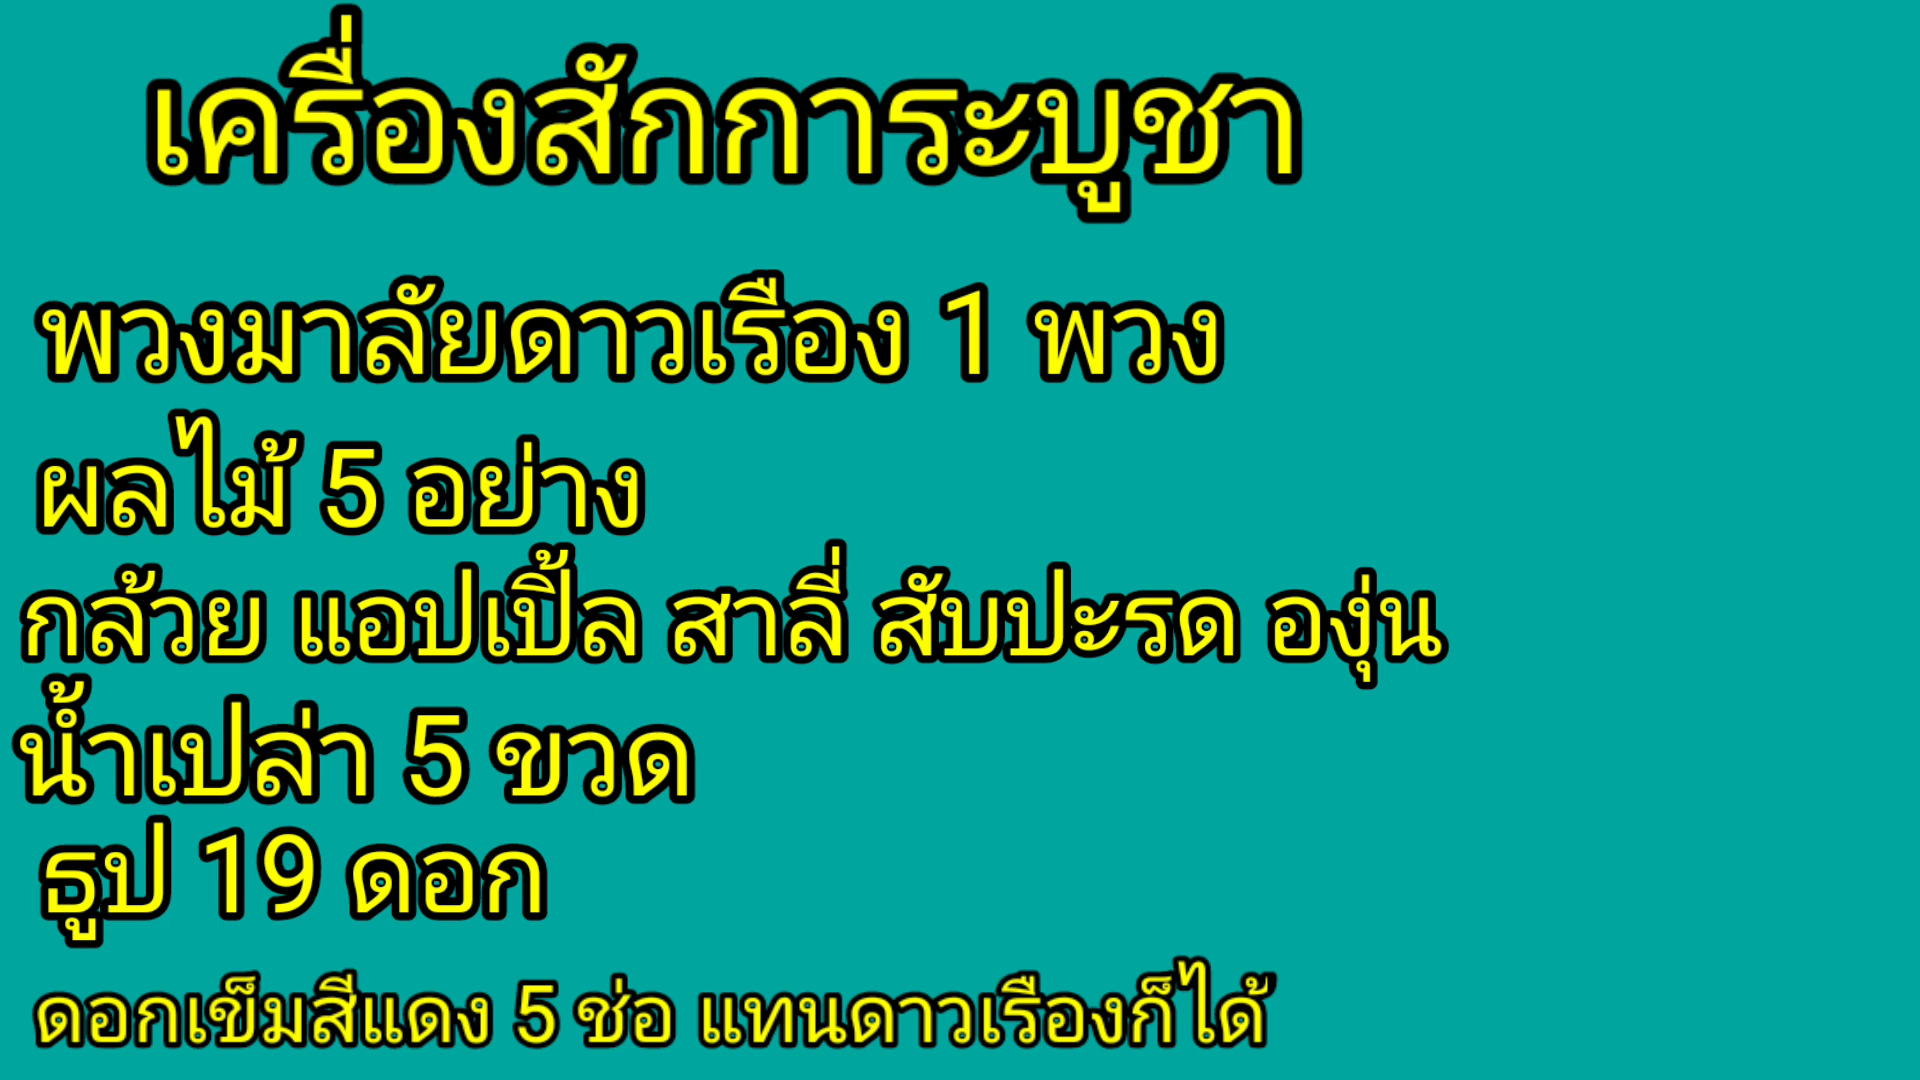 เครื่องสักการะบูชา
พวงมาลัยดาวเรือง 1 พวง
ผลไม้ 5 อย่าง
กล้วย แอปเปิ้ล สาลี่ สับปะรด องุ่น
น้ำเปล่า 5 ขวด
ธูป 19 ดอก
ดอกเข็มสีแดง 5 ช่อ แทนดาวเรืองก็ได้